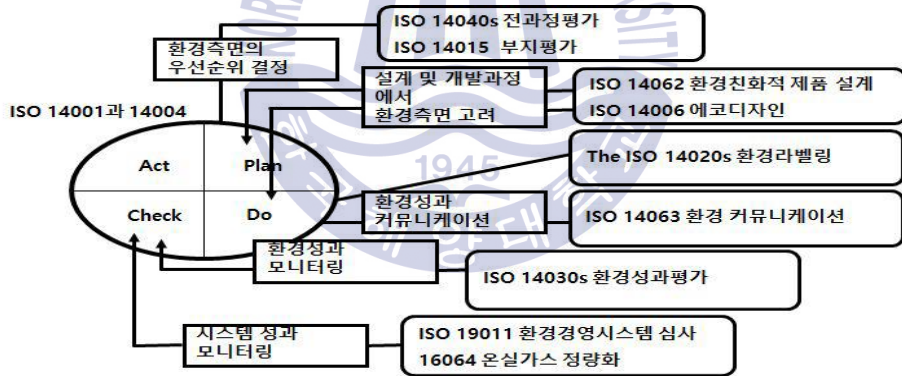 ISO 14040s 전과정평가
ISO 14015 부지평가
환경측면의
우선순위 결정
설계 및 개발과정
에서
환경측면 고려
ISO 14062 환경친화적 제품 설계
ISO 14006 에코디자인
ISO 14001과 14004
Act
Plan
Check
Do
1945
The ISO 14020s 환경라벨링
환경성과
커뮤니케이션
ISO 14063 환경 커뮤니케이션
환경성과
모니터링
ISO 14030s 환경성과평가
시스템 성과
모니터링
ISO 19011 환경경영시스템 심사
16064 온실가스 정량화